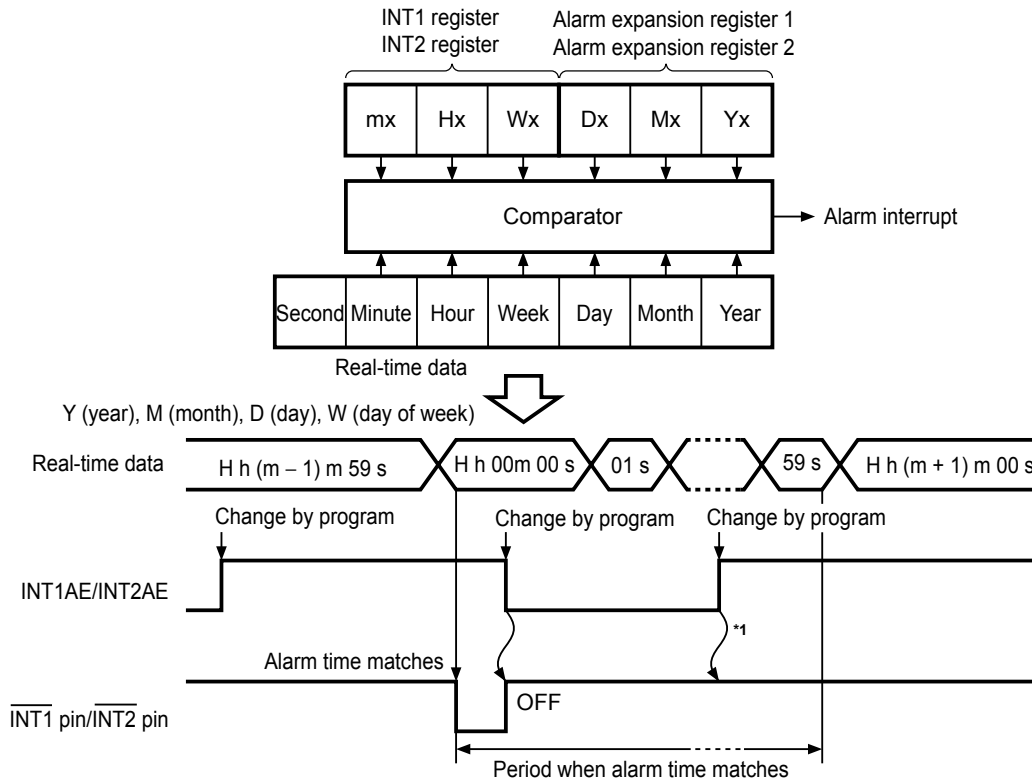 INT1 register
INT2 register
Alarm expansion register 1
Alarm expansion register 2
mx Hx Wx Dx Mx Yx
Comparator
Alarm interrupt
Second Minute Hour Week Day Month Year
Real-time data
Y (year), M (month), D (day), W (day of week)
Real-time data
H h (m − 1) m 59 s
H h 00m 00 s
01 s
59 s
H h (m + 1) m 00 s
Change by program
Change by program
Change by program
INT1AE/INT2AE
*1
Alarm time matches
OFF
INT1 pin/INT2 pin
Period when alarm time matches